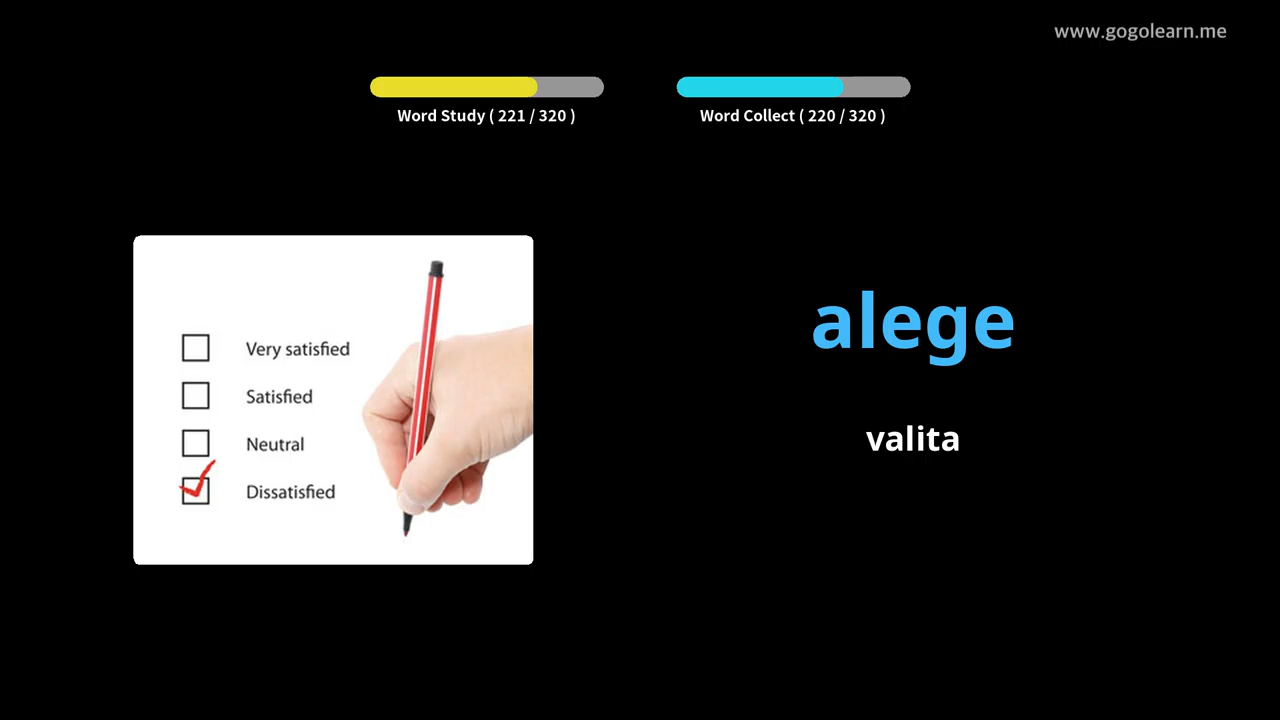 www.gogolearn.me
Word Study ( 221 / 320 )
Word Collect ( 220 / 320 )
Very satisfied
Satisfied
Neutral
Dissatisfied
alege
valita